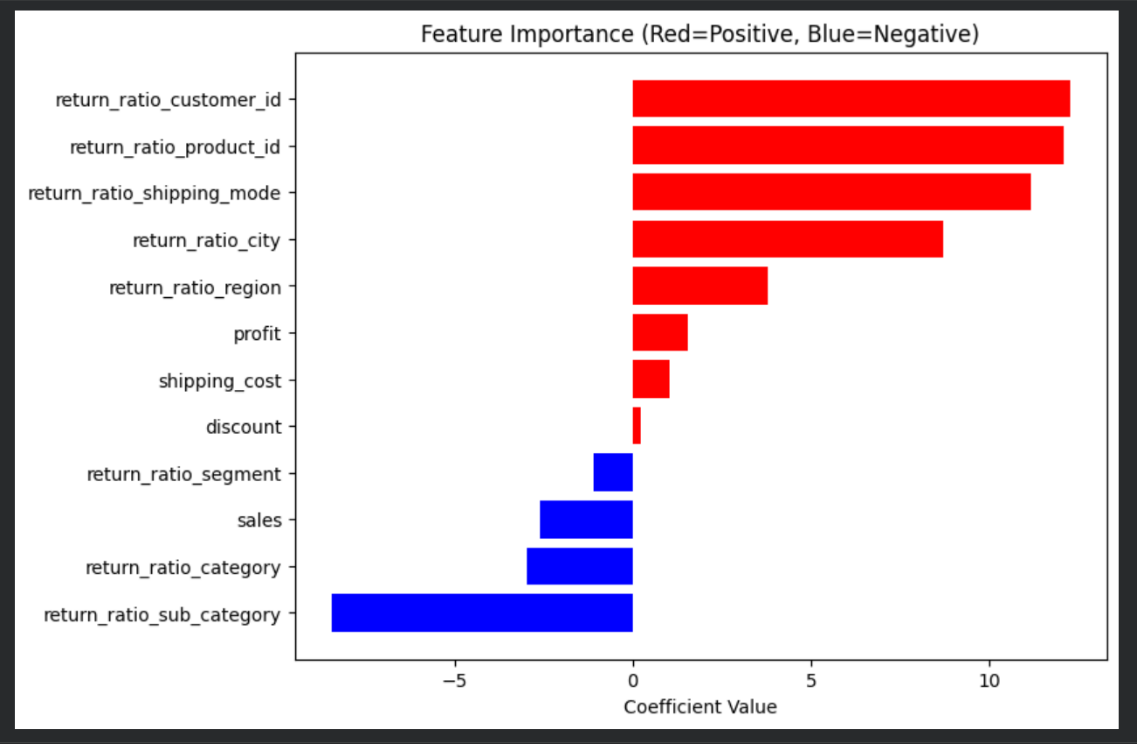 Feature Importance (Red=Positive, Blue=Negative)
return_ratio_customer_id
return_ratio_product_id
return_ratio_shipping_mode
return_ratio_city
return_ratio_region
profit
shipping_cost
discount
return_ratio_segment
sales
return_ratio_category
return_ratio_sub_category
−5 0 5 10
Coefficient Value